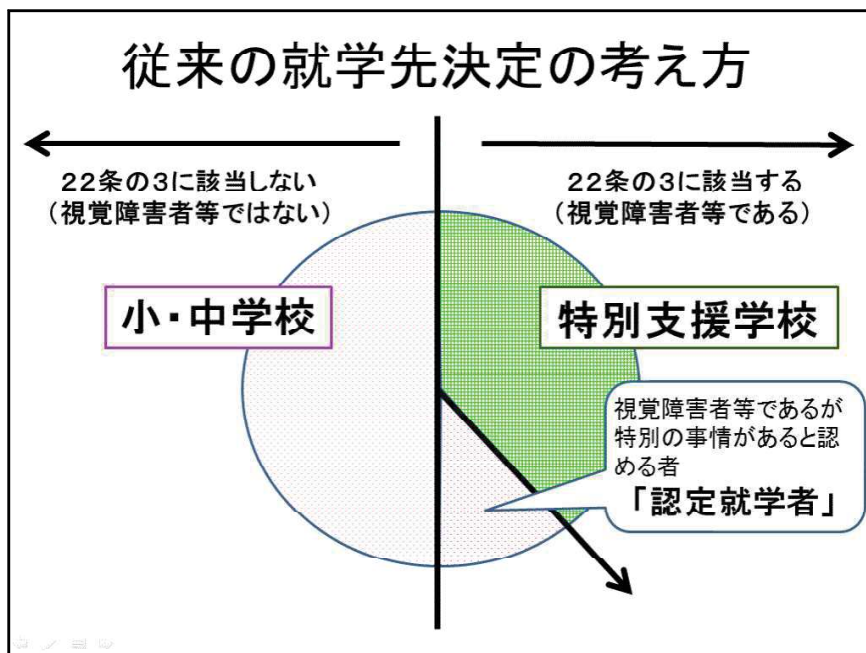 従来の就学先決定の考え方
22条の3に該当しない
(視覚障害者等ではない)
22条の3に該当する
(視覚障害者等である)
小・中学校
特別支援学校
視覚障害者等であるが
特別の事情があると認
める者
「認定就学者」